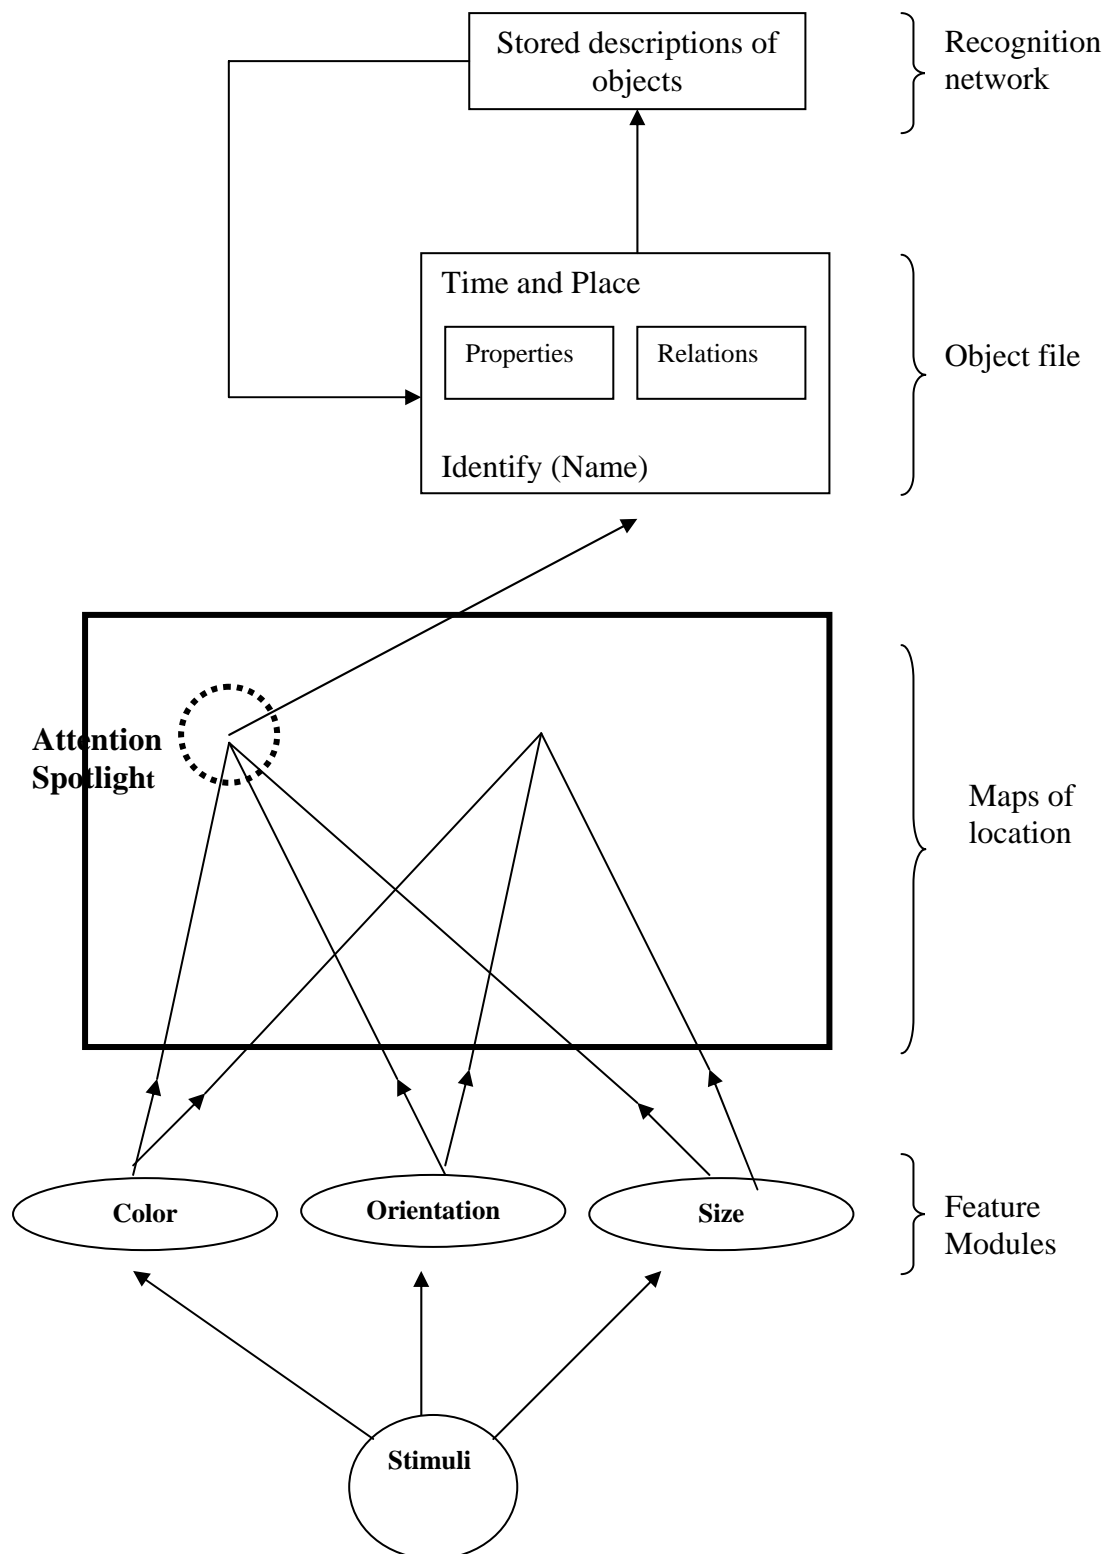 Stored descriptions of
objects
Recognition
network
Time and Place
Properties
Relations
Identify (Name)
Object file
Attention
Spotlight
Maps of
location
Color
Orientation
Size
Feature
Modules
Stimuli